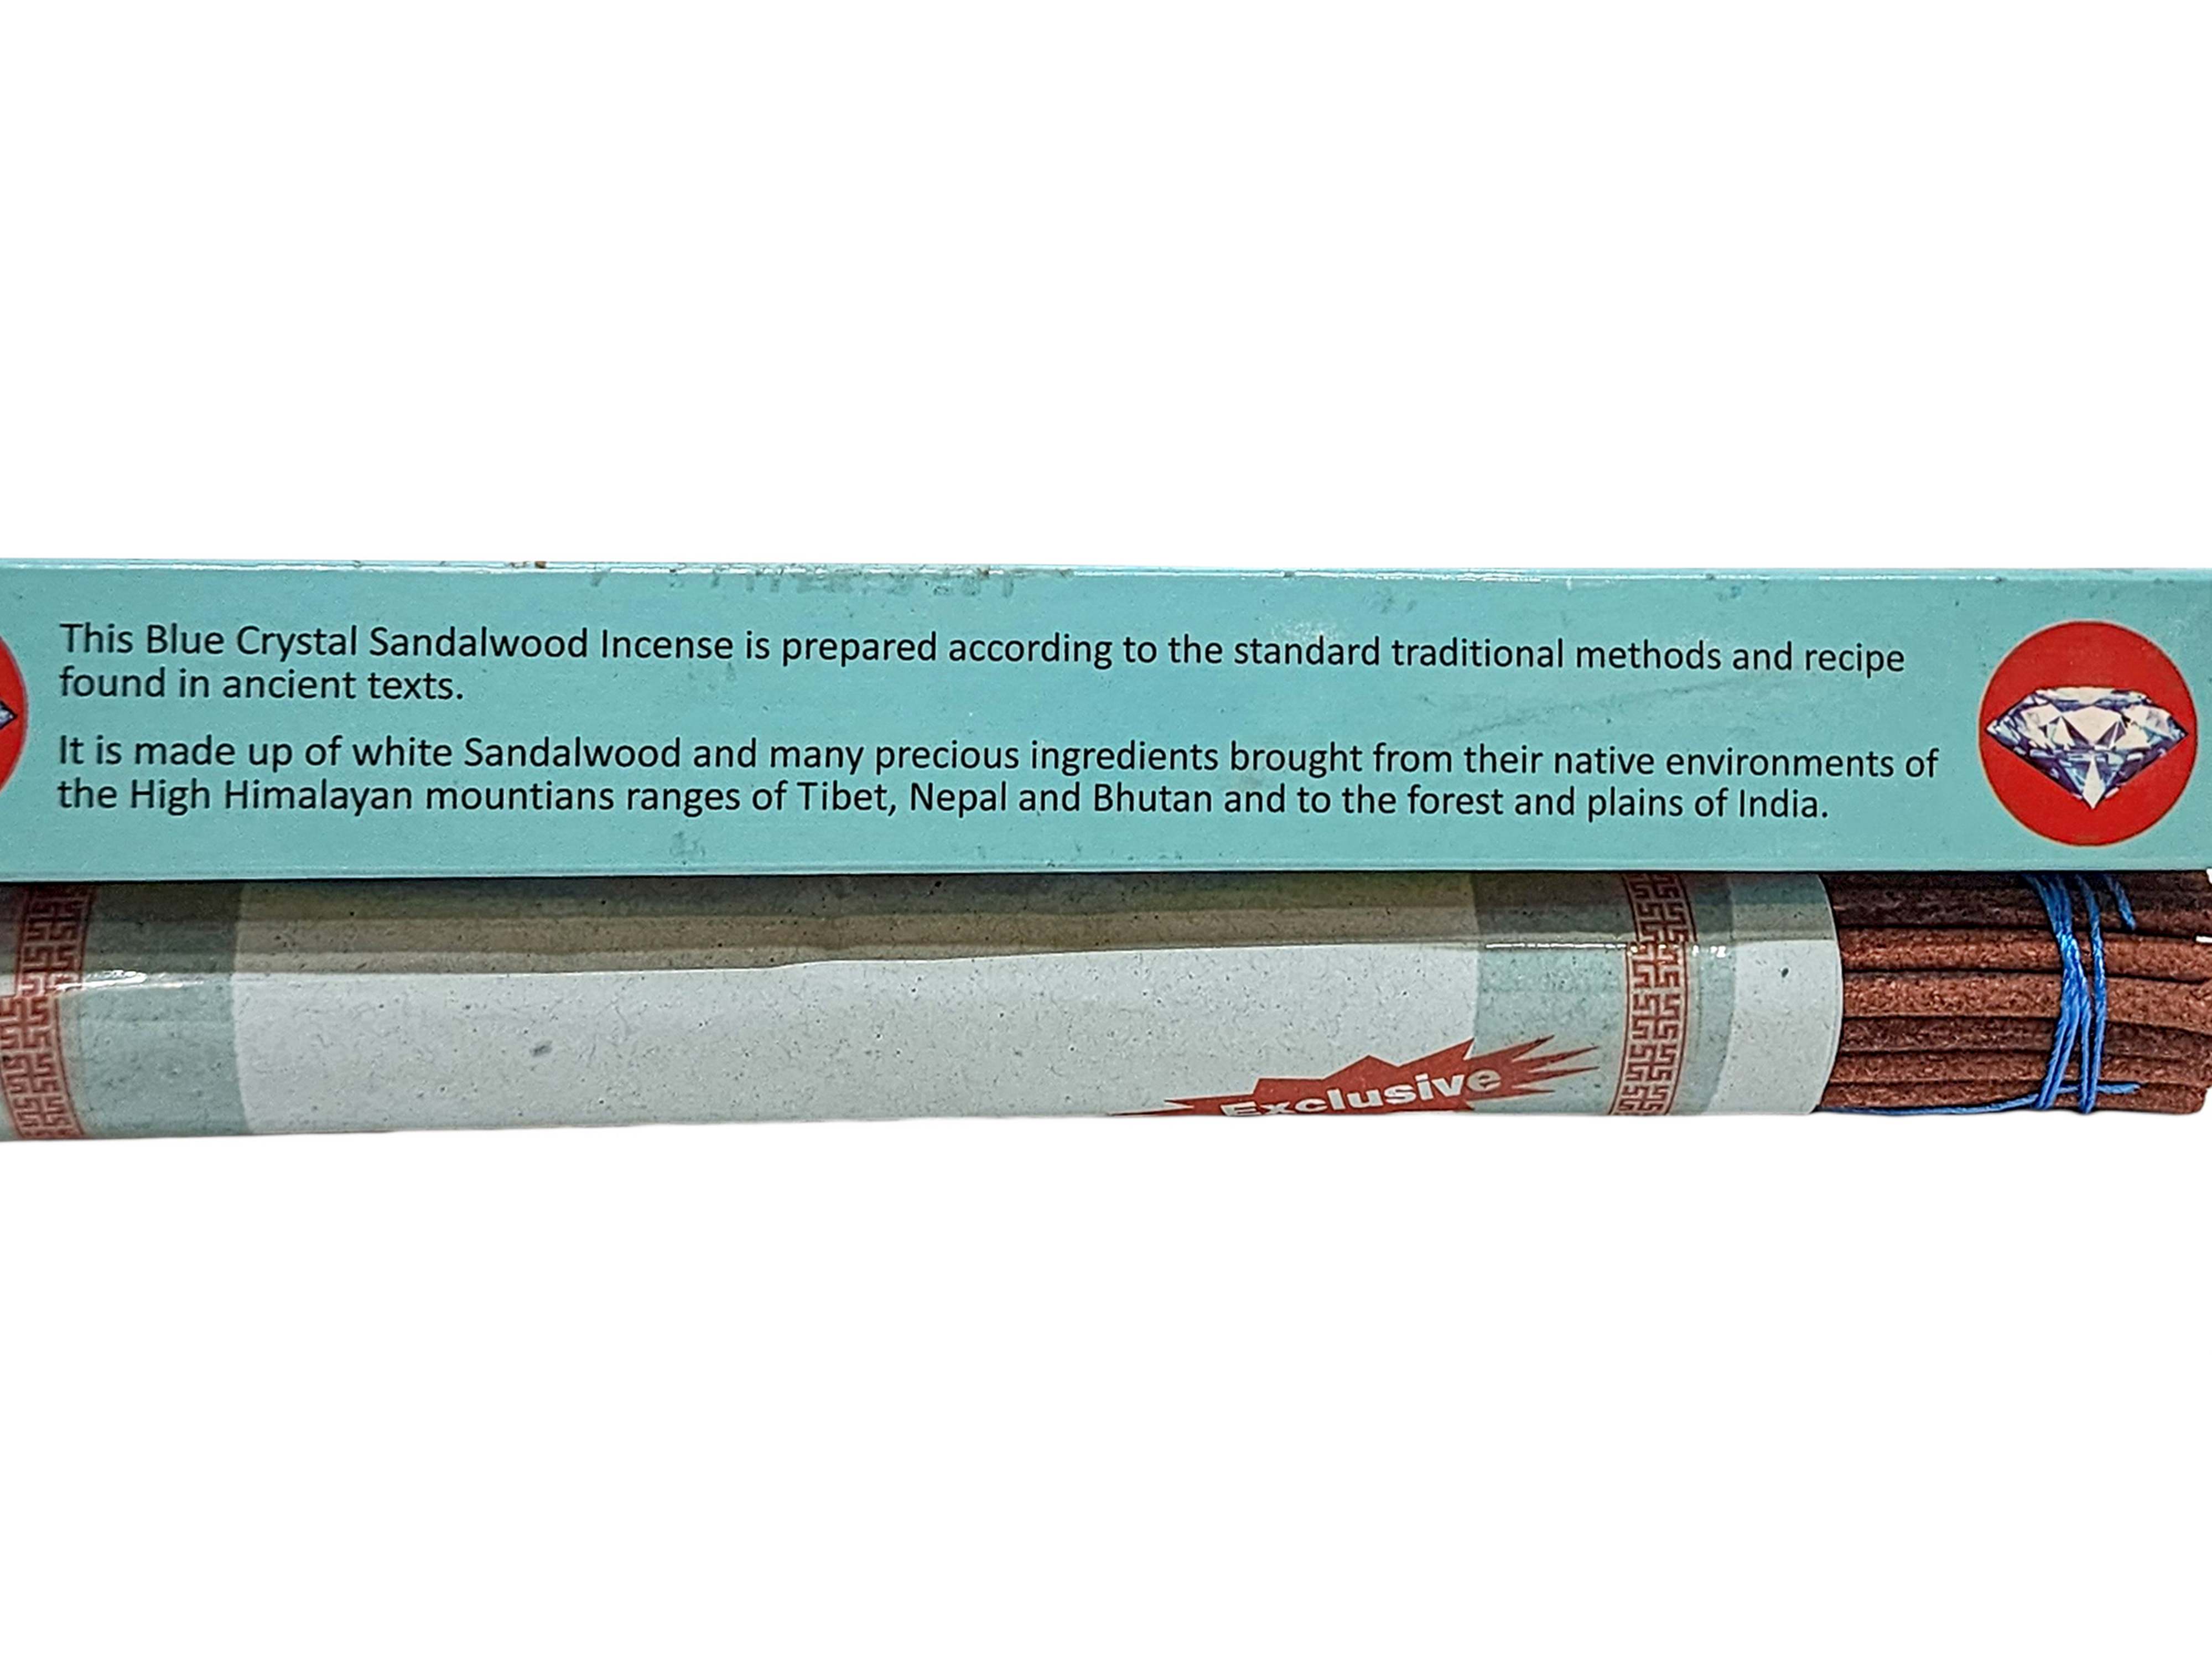 This Blue Crystal Sandalwood Incense is prepared according to the standard traditional methods and recipe
found in ancient texts.
It is made up of white Sandalwood and many precious ingredients brought from their native environments of
the High Himalayan mountians ranges of Tibet, Nepal and Bhutan and to the forest and plains of India.
Exclusive